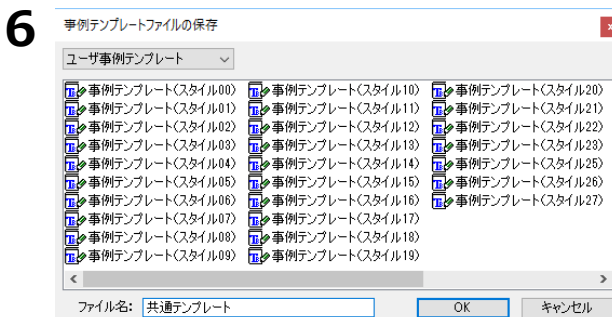 6
事例テンプレートファイルの保存
x
ユーザ事例テンプレート
事例テンプレート(スタイル00) 事例テンプレート(スタイル10) 事例テンプレート(スタイル20)
事例テンプレート(スタイル01) 事例テンプレート(スタイル11) 事例テンプレート(スタイル21)
事例テンプレート(スタイル02) 事例テンプレート(スタイル12) 事例テンプレート(スタイル22)
事例テンプレート(スタイル03) 事例テンプレート(スタイル13) 事例テンプレート(スタイル23)
事例テンプレート(スタイル04) 事例テンプレート(スタイル14) 事例テンプレート(スタイル25)
事例テンプレート(スタイル05) 事例テンプレート(スタイル15) 事例テンプレート(スタイル26)
事例テンプレート(スタイル06) 事例テンプレート(スタイル16) 事例テンプレート(スタイル27)
事例テンプレート(スタイル07) 事例テンプレート(スタイル17)
事例テンプレート(スタイル08) 事例テンプレート(スタイル18)
事例テンプレート(スタイル09) 事例テンプレート(スタイル19)
ファイル名: 共通テンプレート OK キャンセル